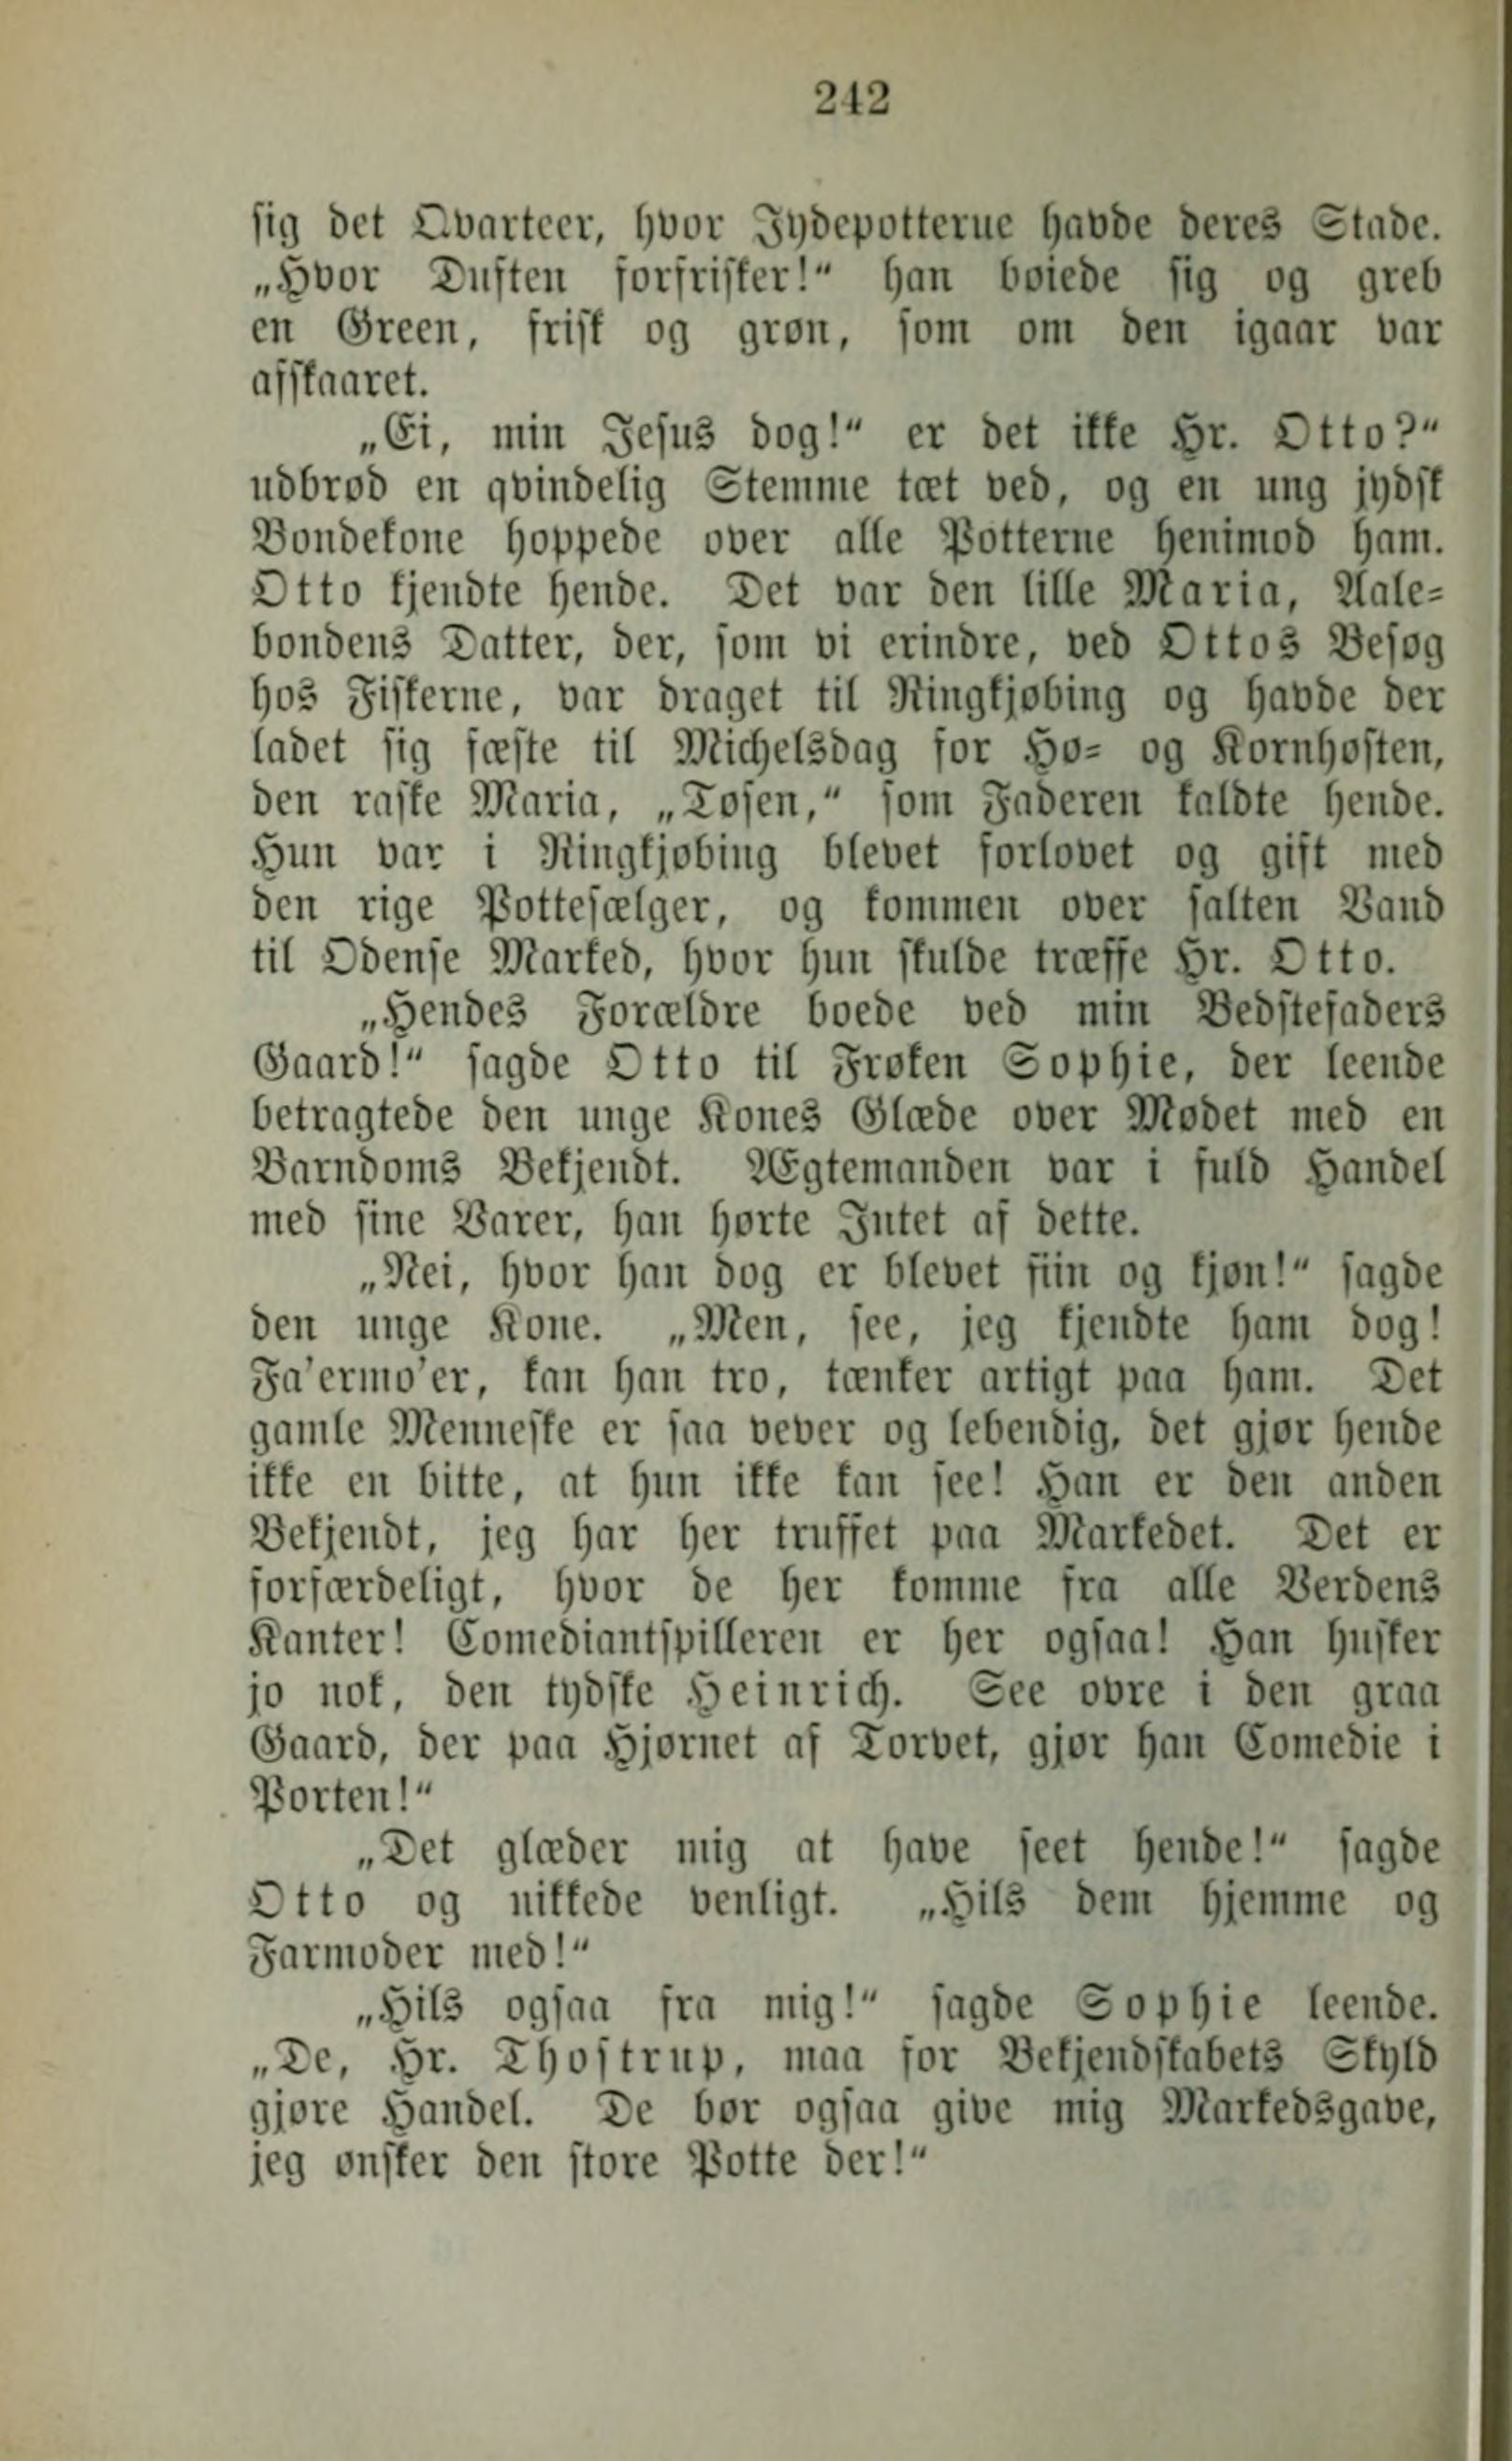 242
sig det Qvarteer, hvor Jydepotterne havde deres Stade.
„Hvor Duften forfrisker!“ han bøiede sig og greb
en Green, frisk og grøn, som om den igaar var
afskaaret.
„Ei, min Jesus dog!“ er det ikke Hr. Otto?“
udbrød en qvindelig Stemme tæt ved, og en ung jydsk
Bondekone hoppede over alle Potterne henimod ham.
Otto kjendte hende. Det var den lille Maria, Aale-
bondens Datter, der, som vi erindre, ved Ottos Besøg
hos Fiskerne, var draget til Ringkjøbing og havde der
ladet sig fæste til Michelsdag for Hø- og Kornhøsten,
den raske Maria, „Tøsen,“ som Faderen kaldte hende.
Hun var i Ringkjøbing blevet forlovet og gift med
den rige Pottesælger, og kommen over salten Vand
til Odense Marked, hvor hun skulde træffe Hr. Otto.
„Hendes Forældre boede ved min Bedstefaders
Gaard!“ sagde Otto til Frøken Sophie, der leende
betragtede den unge Kones Glæde over Mødet med en
Barndoms Bekjendt. Ægtemanden var i fuld Handel
med sine Varer, han hørte Intet af dette.
„Nei, hvor han dog er blevet fiin og kjøn!“ sagde
den unge Kone. „Men, see, jeg kjendte ham dog!
Fa'ermo'er, kan han tro, tænker artigt paa ham. Det
gamle Menneske er saa vever og levendig, det gjør hende
ikke en bitte, at hun ikke kan see! Han er den anden
Bekjendt, jeg har her truffet paa Markedet. Det er
forfærdeligt, hvor de her komme fra alle Verdens
Kanter! Comediantspilleren er her ogsaa! Han husker
jo nok, den tydske Heinrich. See ovre i den graa
Gaard, der paa Hjørnet af Torvet, gjør han Comedie i
Porten!“
„Det glæder mig at have seet hende!“ sagde
Otto og nikkede venligt. „Hils dem hjemme og
Farmoder med!“
„Hils ogsaa fra mig!“ sagde Sophie leende.
„De, Hr. Thostrup, maa for Bekjendskabets Skyld
gjøre Handel. De bør ogsaa give mig Markedsgave,
jeg ønsker den store Potte der!“